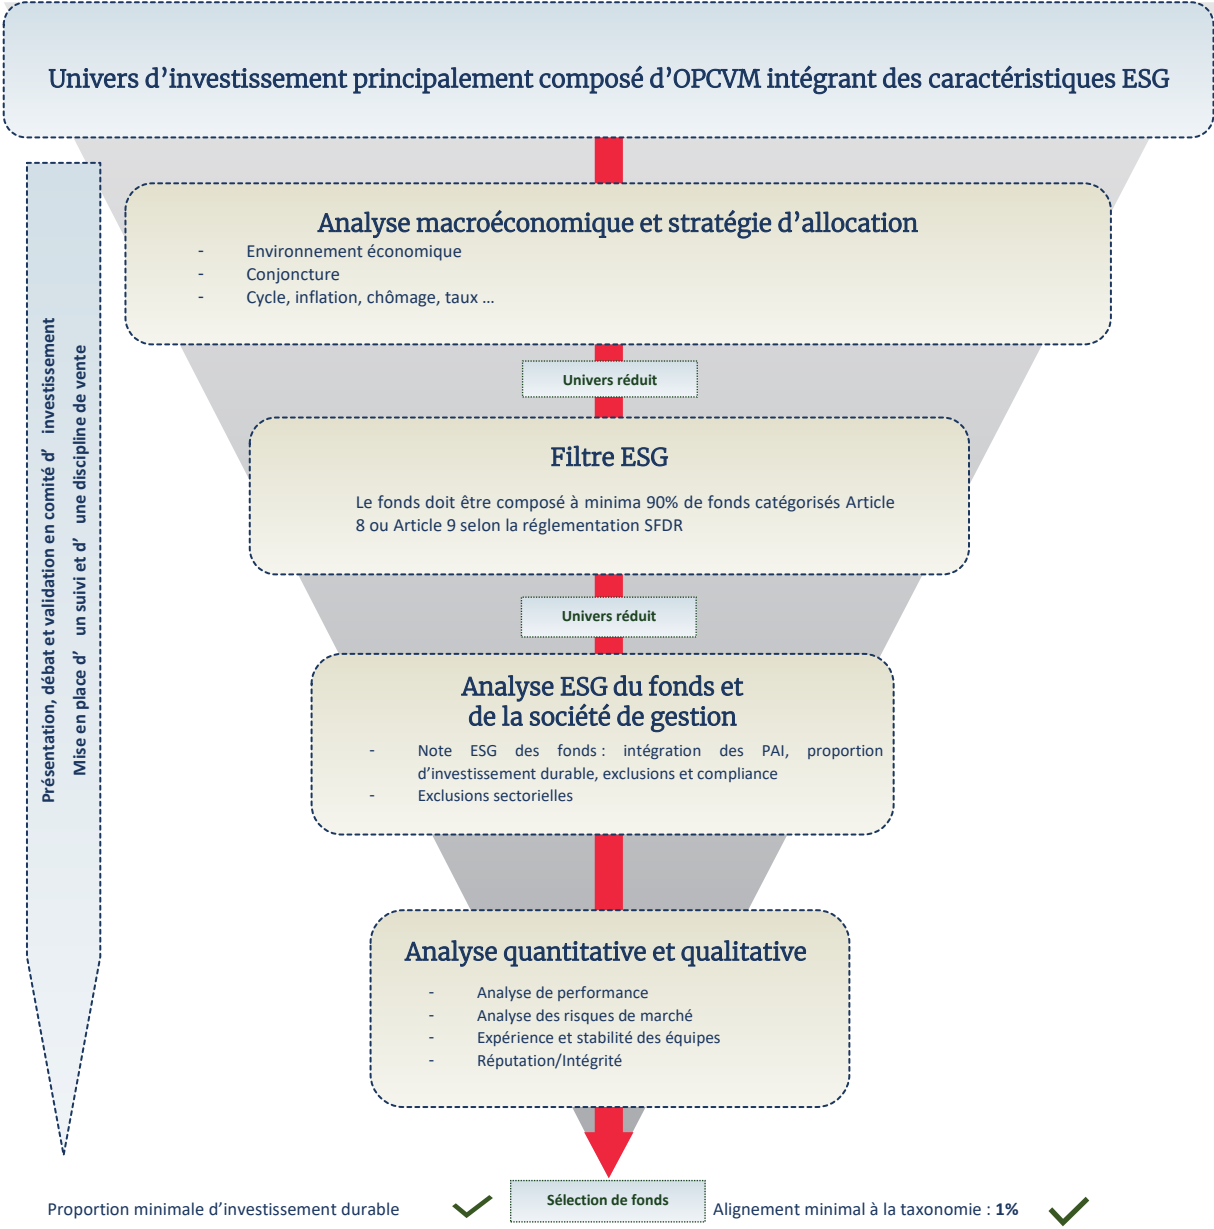 Univers d’investissement principalement composé d’OPCVM intégrant des caractéristiques ESG
Présentation, débat et validation en comité d’ investissement
Mise en place d’ un suivi et d’ une discipline de vente
Analyse macroéconomique et stratégie d’allocation
- Environnement économique
- Conjoncture
- Cycle, inflation, chômage, taux ...
Univers réduit
Filtre ESG
Le fonds doit être composé à minima 90% de fonds catégorisés Article
8 ou Article 9 selon la réglementation SFDR
Univers réduit
Analyse ESG du fonds et
de la société de gestion
- Note ESG des fonds : intégration des PAI, proportion
d’investissement durable, exclusions et compliance
- Exclusions sectorielles
Analyse quantitative et qualitative
- Analyse de performance
- Analyse des risques de marché
- Expérience et stabilité des équipes
- Réputation/Intégrité
Sélection de fonds
Proportion minimale d’investissement durable
Alignement minimal à la taxonomie : 1%